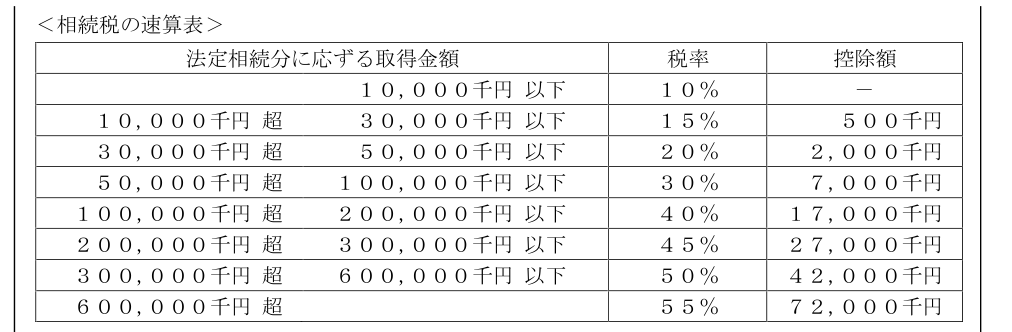 ＜相続税の速算表＞
法定相続分に応ずる取得金額 税率 控除額
１０,０００千円 以下 １０％ －
１０,０００千円 超 ３０,０００千円 以下 １５％ ５００千円
３０,０００千円 超 ５０,０００千円 以下 ２０％ ２,０００千円
５０,０００千円 超 １００,０００千円 以下 ３０％ ７,０００千円
１００,０００千円 超 ２００,０００千円 以下 ４０％ １７,０００千円
２００,０００千円 超 ３００,０００千円 以下 ４５％ ２７,０００千円
３００,０００千円 超 ６００,０００千円 以下 ５０％ ４２,０００千円
６００,０００千円 超 ５５％ ７２,０００千円